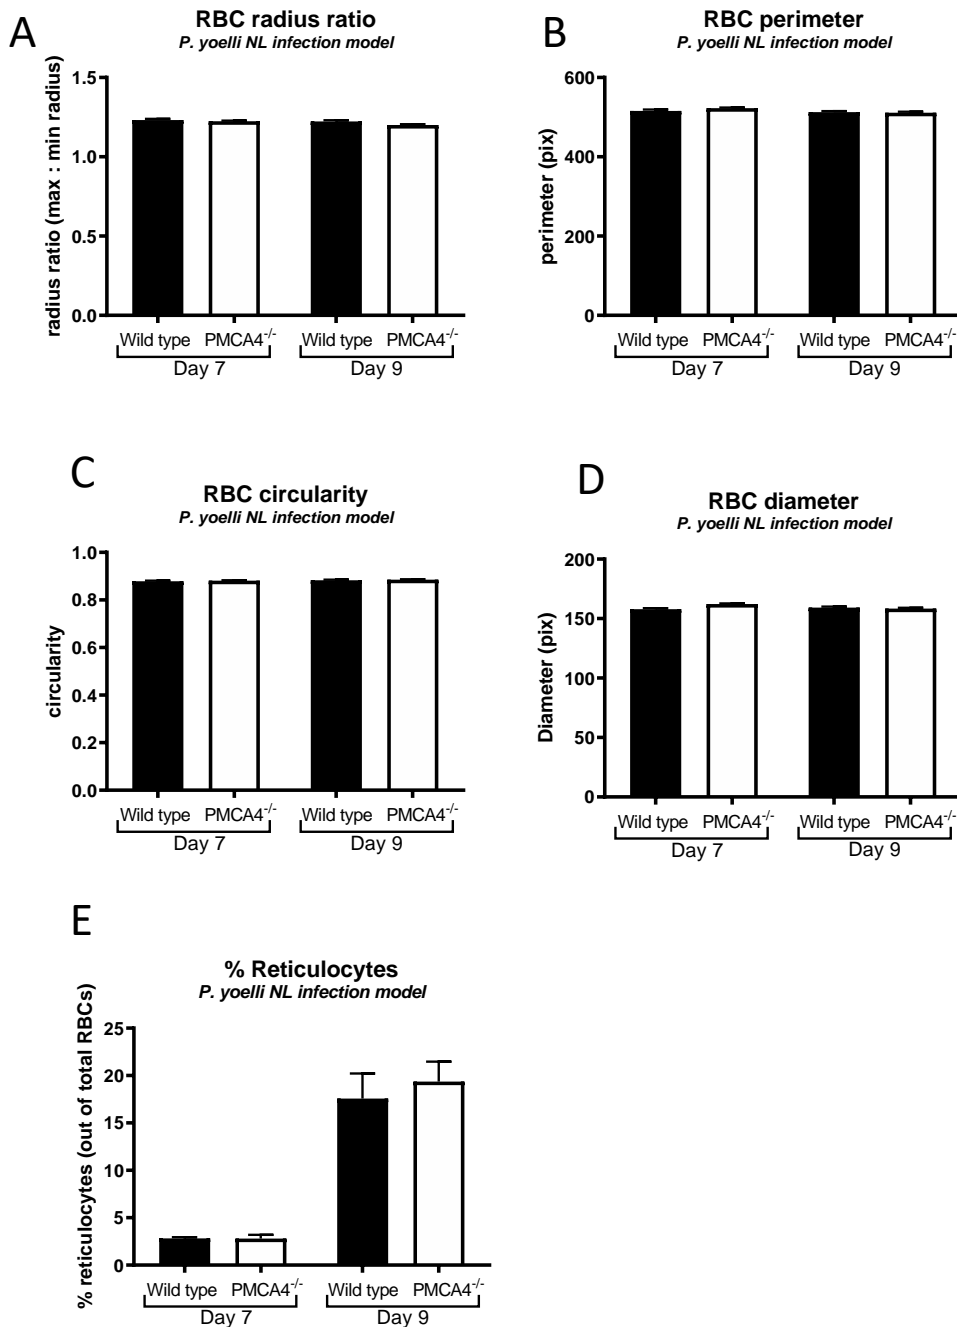 A
RBC radius ratio
P. yoelli NL infection model
radius ratio (max : min radius)
1.5
1.0
0.5
0.0
Wild type PMCA4-/- Wild type PMCA4-/-
Day 7 Day 9
B
RBC perimeter
P. yoelli NL infection model
perimeter (pix)
600
400
200
0
Wild type PMCA4-/- Wild type PMCA4-/-
Day 7 Day 9
C
RBC circularity
P. yoelli NL infection model
circularity
1.0
0.8
0.6
0.4
0.2
0.0
Wild type PMCA4-/- Wild type PMCA4-/-
Day 7 Day 9
D
RBC diameter
P. yoelli NL infection model
Diameter (pix)
200
150
100
50
0
Wild type PMCA4-/- Wild type PMCA4-/-
Day 7 Day 9
E
% Reticulocytes
P. yoelli NL infection model
% reticulocytes (out of total RBCs)
25
20
15
10
5
0
Wild type PMCA4-/- Wild type PMCA4-/-
Day 7 Day 9